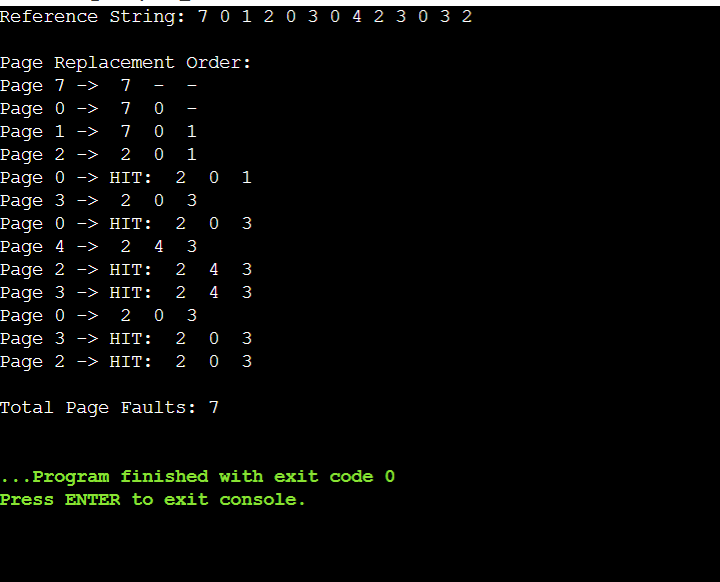 Reference String: 7 0 1 2 0 3 0 4 2 3 0 3 2
Page Replacement Order:
Page 7 -> 7 - -
Page 0 -> 7 0 -
Page 1 -> 7 0 1
Page 2 -> 2 0 1
Page 0 -> HIT: 2 0 1
Page 3 -> 2 0 3
Page 0 -> HIT: 2 0 3
Page 4 -> 2 4 3
Page 2 -> HIT: 2 4 3
Page 3 -> HIT: 2 4 3
Page 0 -> 2 0 3
Page 3 -> HIT: 2 0 3
Page 2 -> HIT: 2 0 3
Total Page Faults: 7
...Program finished with exit code 0
Press ENTER to exit console.